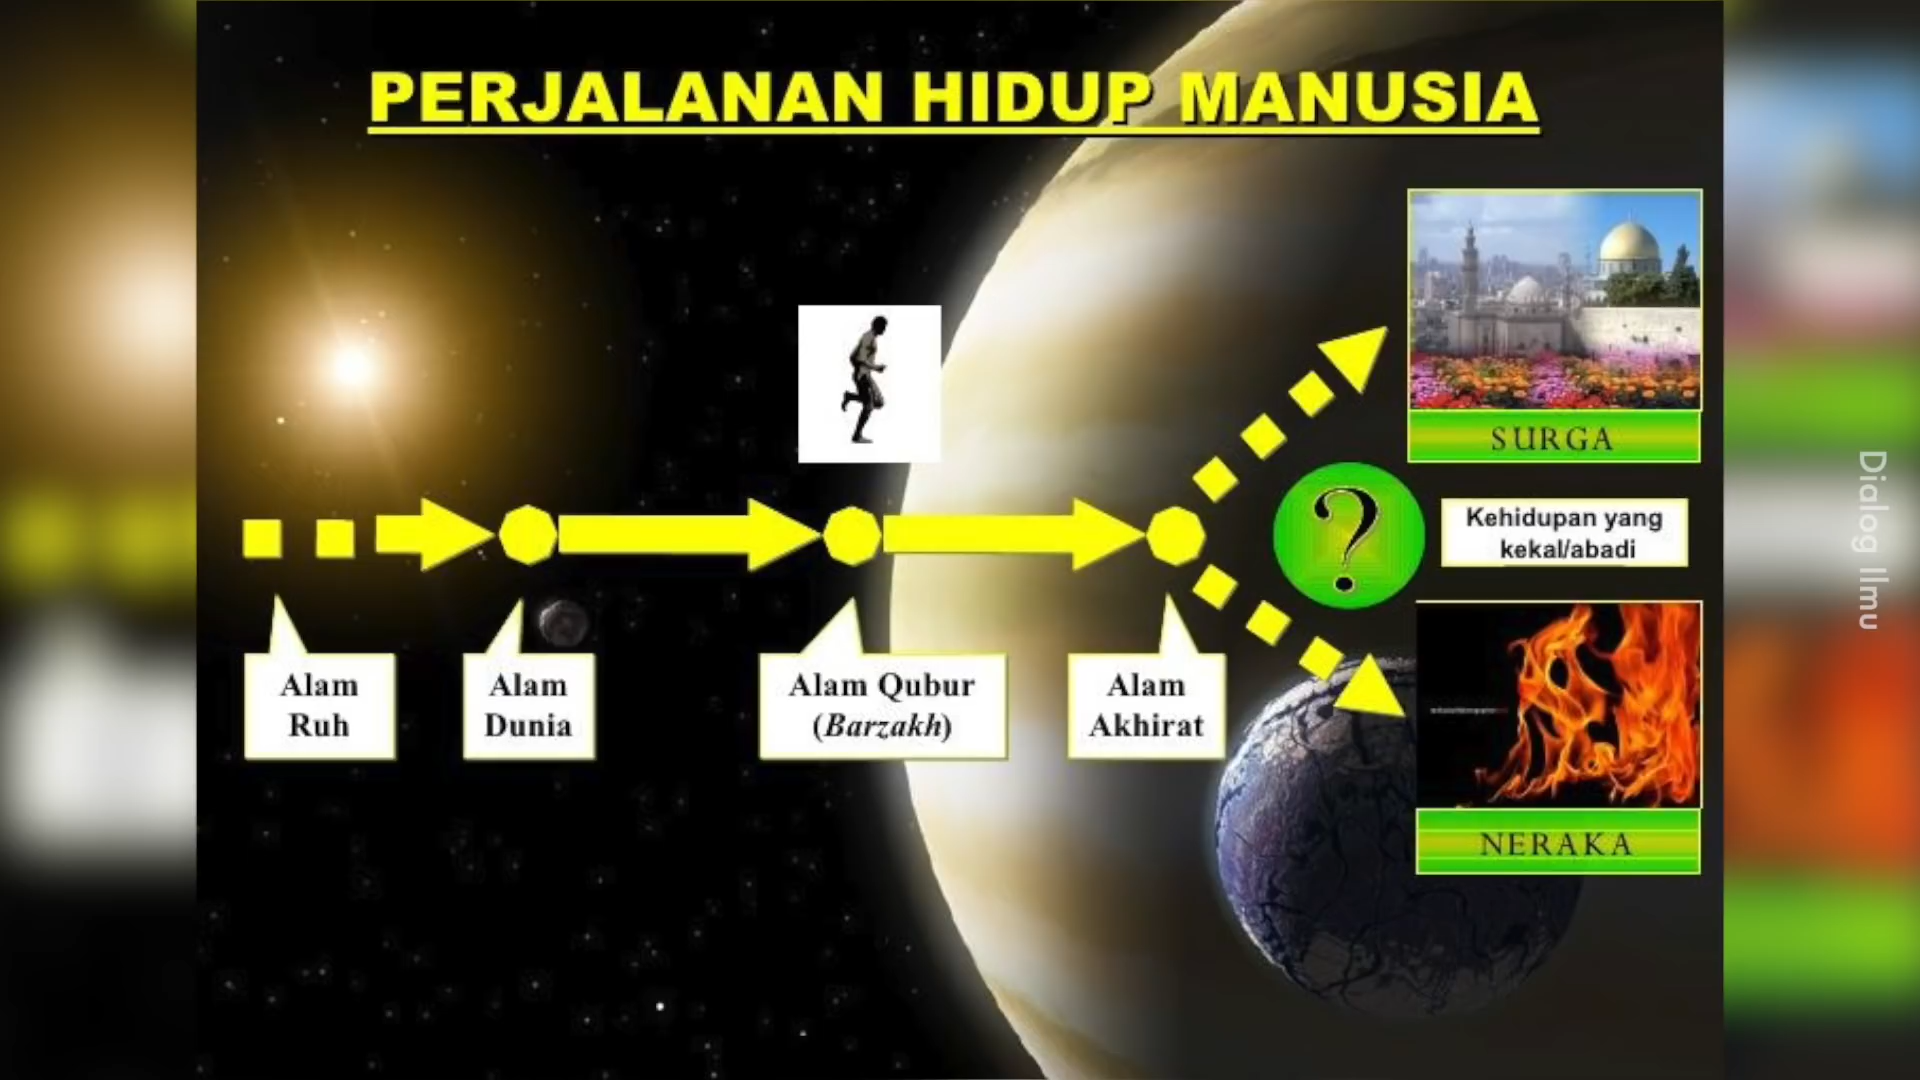 PERJALANAN HIDUP MANUSIA
SURGA
?
Kehidupan yang
kekal/abadi
Alam
Ruh
Alam
Dunia
Alam Qubur
(Barzakh)
Alam
Akhirat
NERAKA
Dialog Ilmu